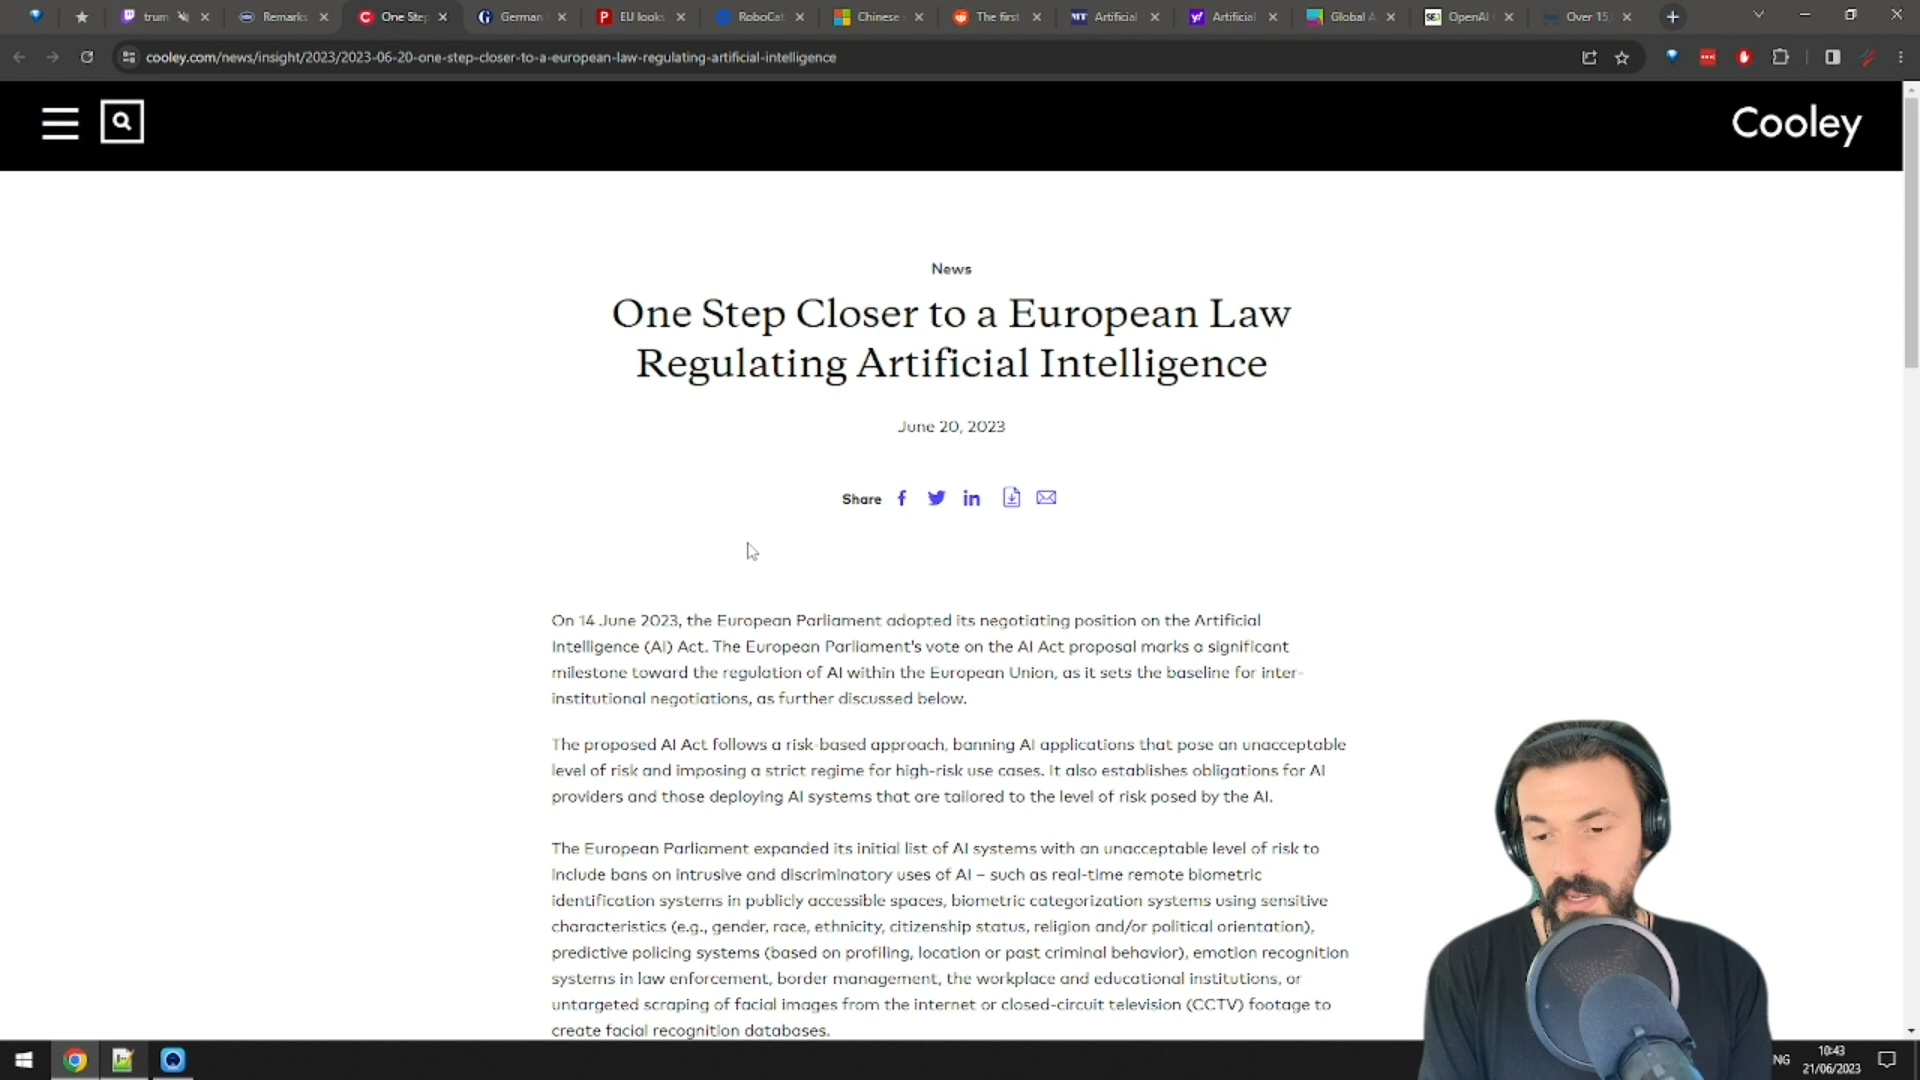 trum
Remarks
One Step
German
EU looks
RoboCat
Chinese
The first
MT
Artificial
y!
Artificial
Global A
SEJ
OpenAI
Over 15
cooley.com/news/insight/2023/2023-06-20-one-step-closer-to-a-european-law-regulating-artificial-intelligence
Cooley
News
One Step Closer to a European Law
Regulating Artificial Intelligence
June 20, 2023
Share
On 14 June 2023, the European Parliament adopted its negotiating position on the Artificial
Intelligence (AI) Act. The European Parliament's vote on the AI Act proposal marks a significant
milestone toward the regulation of AI within the European Union, as it sets the baseline for inter-
institutional negotiations, as further discussed below.
The proposed AI Act follows a risk-based approach, banning AI applications that pose an unacceptable
level of risk and imposing a strict regime for high-risk use cases. It also establishes obligations for AI
providers and those deploying AI systems that are tailored to the level of risk posed by the AI.
The European Parliament expanded its initial list of AI systems with an unacceptable level of risk to
include bans on intrusive and discriminatory uses of AI – such as real-time remote biometric
identification systems in publicly accessible spaces, biometric categorization systems using sensitive
characteristics (e.g., gender, race, ethnicity, citizenship status, religion and/or political orientation),
predictive policing systems (based on profiling, location or past criminal behavior), emotion recognition
systems in law enforcement, border management, the workplace and educational institutions, or
untargeted scraping of facial images from the internet or closed-circuit television (CCTV) footage to
create facial recognition databases.
NG
10:43
21/06/2023